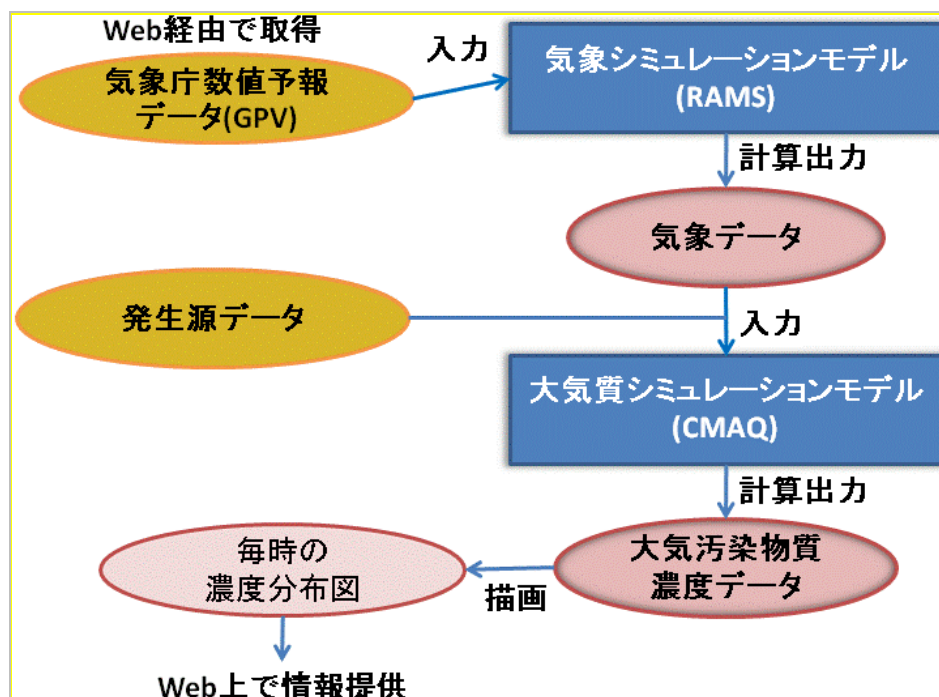 Web経由で取得
気象庁数値予報
データ(GPV)
入力
気象シミュレーションモデル
(RAMS)
計算出力
気象データ
発生源データ
入力
大気質シミュレーションモデル
(CMAQ)
計算出力
大気汚染物質
濃度データ
描画
毎時の
濃度分布図
Web上で情報提供